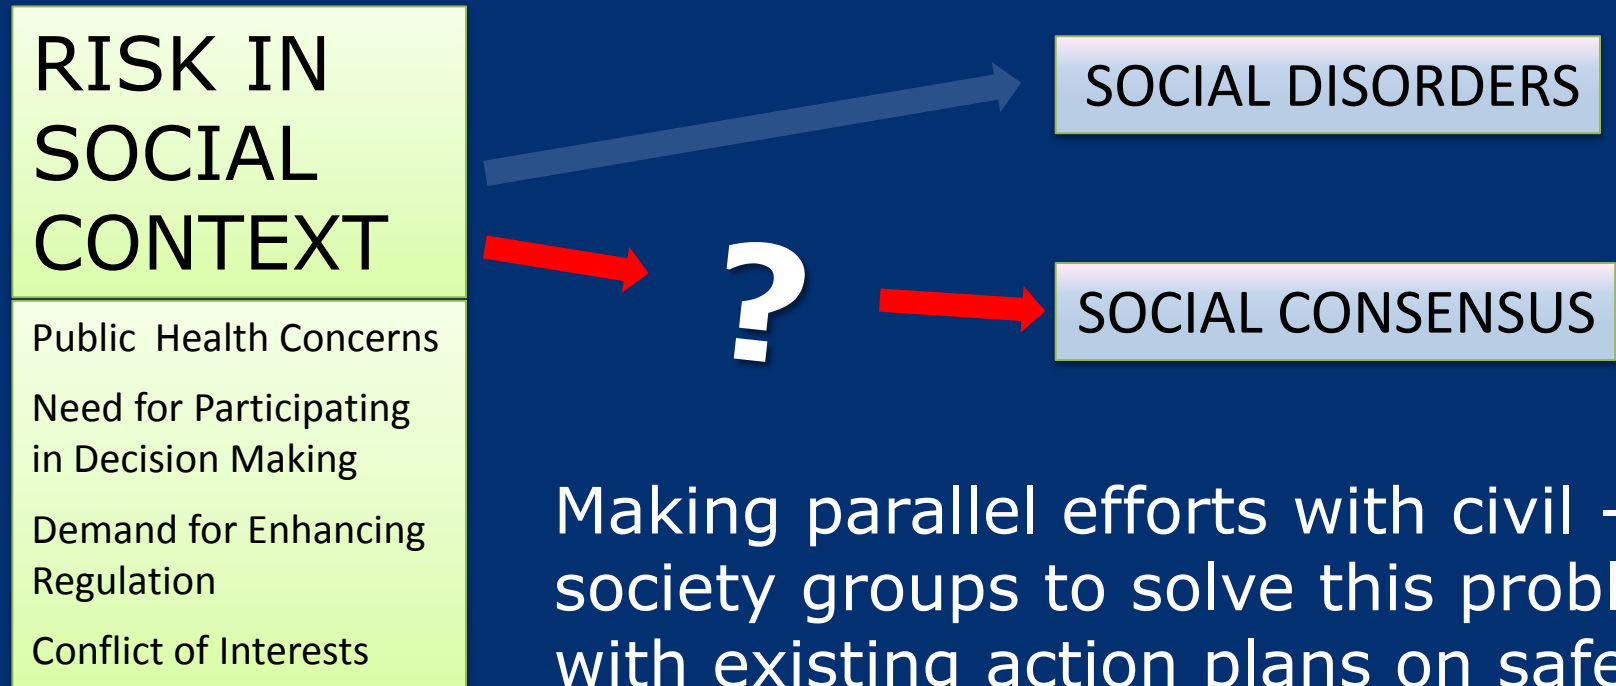 RISK IN
SOCIAL
CONTEXT
Public Health Concerns
Need for Participating
in Decision Making
Demand for Enhancing
Regulation
Conflict of Interests
SOCIAL DISORDERS
?
SOCIAL CONSENSUS
Making parallel efforts with civil -
society groups to solve this probl
with existing action plans on safe